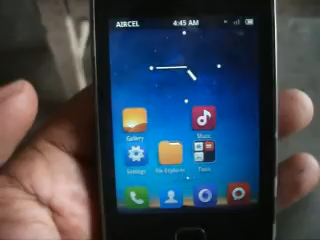 AIRCEL 4:45 AM
Gallery Music
Settings File Explorer Tools